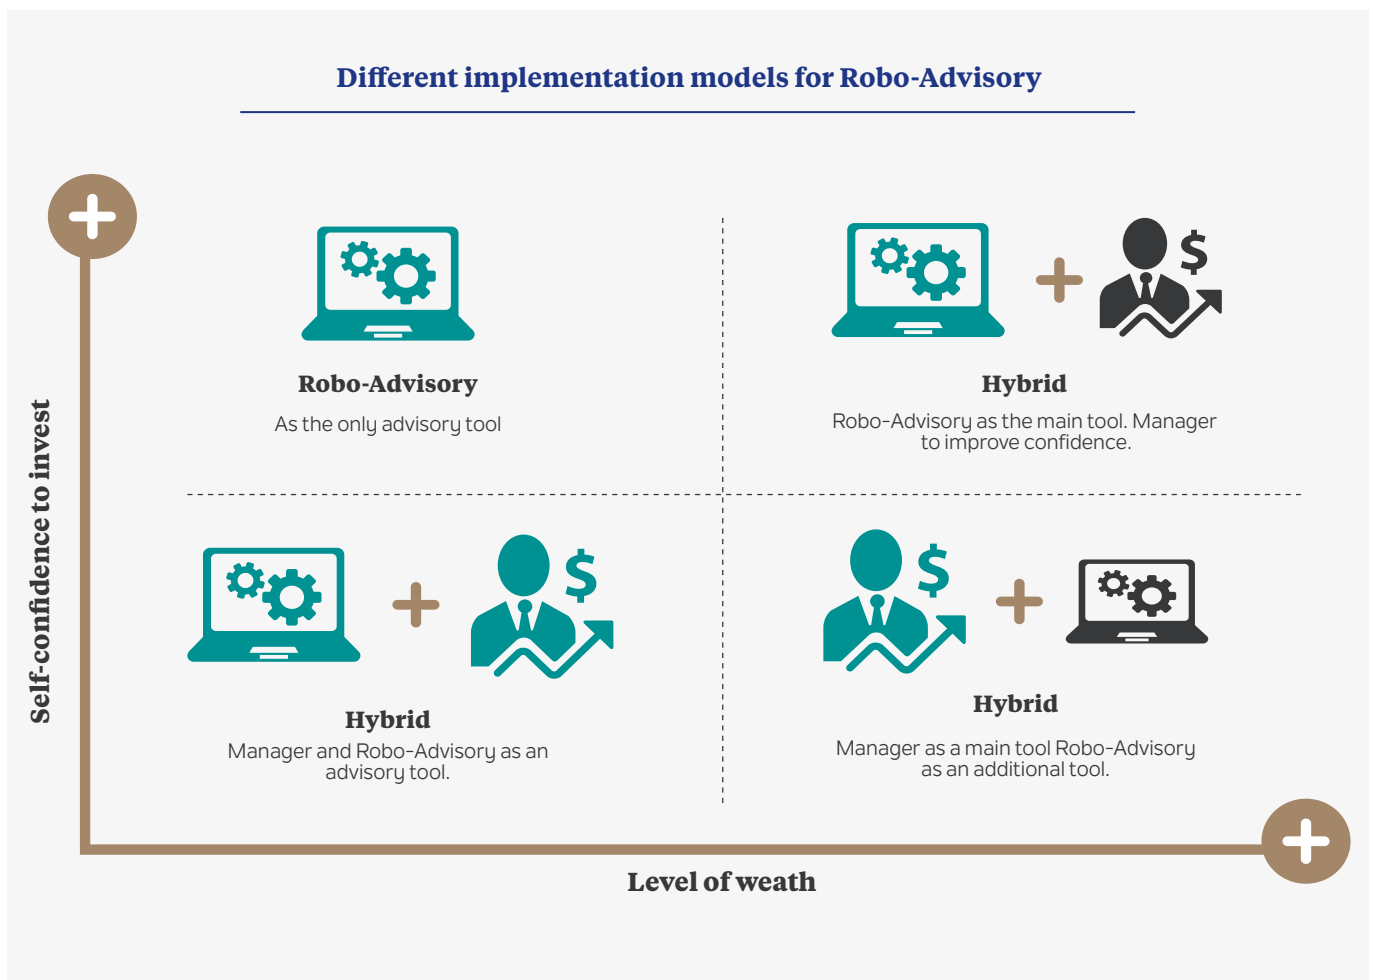 Different implementation models for Robo-Advisory
Self-confidence to invest
Robo-Advisory
As the only advisory tool
$
Hybrid
Robo-Advisory as the main tool. Manager
to improve confidence.
$
Hybrid
Manager and Robo-Advisory as an
advisory tool.
$
Hybrid
Manager as a main tool Robo-Advisory
as an additional tool.
Level of weath